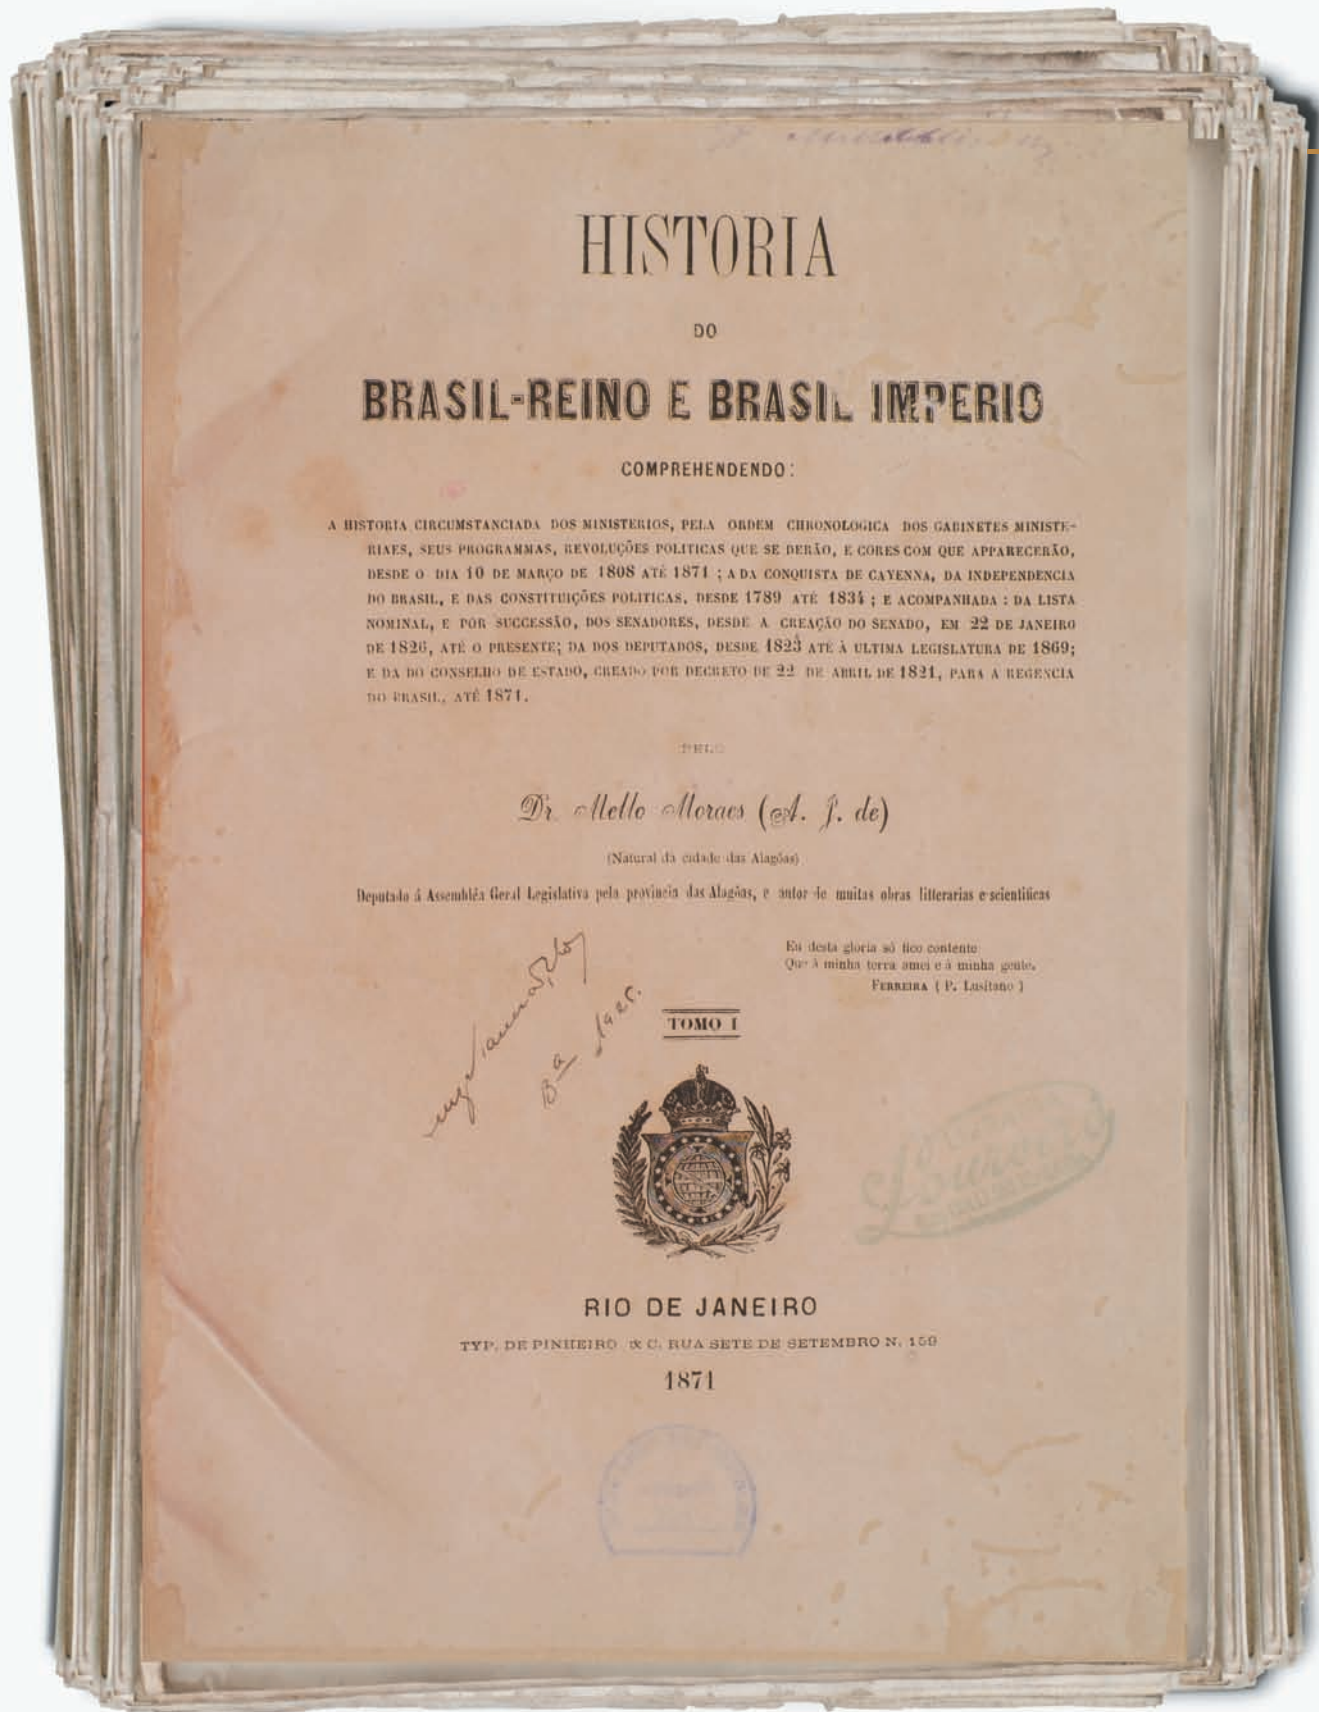 HISTORIA
DO
BRASIL-REINO E BRASIL IMPERIO
COMPREHENDENDO:
A HISTORIA CIRCUMSTANCIADA DOS MINISTERIOS, PELA ORDEM CHRONOLOGICA DOS GABINETES MINISTE-
RIAES, SEUS PROGRAMMAS, REVOLUÇÕES POLITICAS QUE SE DERÃO, E CORES COM QUE APPARECERÃO,
DESDE O DIA 10 DE MARÇO DE 1808 ATÉ 1871 ; A DA CONQUISTA DE CAYENNA, DA INDEPENDENCIA
DO BRASIL, E DAS CONSTITUIÇÕES POLITICAS, DESDE 1789 ATÉ 1834 ; E ACOMPANHADA : DA LISTA
NOMINAL, E POR SUCCESSÃO, DOS SENADORES, DESDE A CREAÇÃO DO SENADO, EM 22 DE JANEIRO
DE 1826, ATÉ O PRESENTE; DA DOS DEPUTADOS, DESDE 1823 ATÉ À ULTIMA LEGISLATURA DE 1869;
E DA DO CONSELHO DE ESTADO, CREADO POR DECRETO DE 22 DE ABRIL DE 1821, PARA A REGENCIA
DO BRASIL, ATÉ 1871.
PELO
Dr. Mello Moraes (A. J. de)
(Natural da cidade das Alagôas)
Deputado á Assembléa Geral Legislativa pela provincia das Alagôas, e autor de muitas obras litterarias e scientificas
Eu desta gloria só fico contente
Que à minha terra amei e à minha gente.
FERREIRA ( P. Lusitano )
Bª 1925.
TOMO I
Lourenço
RIO DE JANEIRO
TYP. DE PINHEIRO & C. RUA SETE DE SETEMBRO N. 159
1871